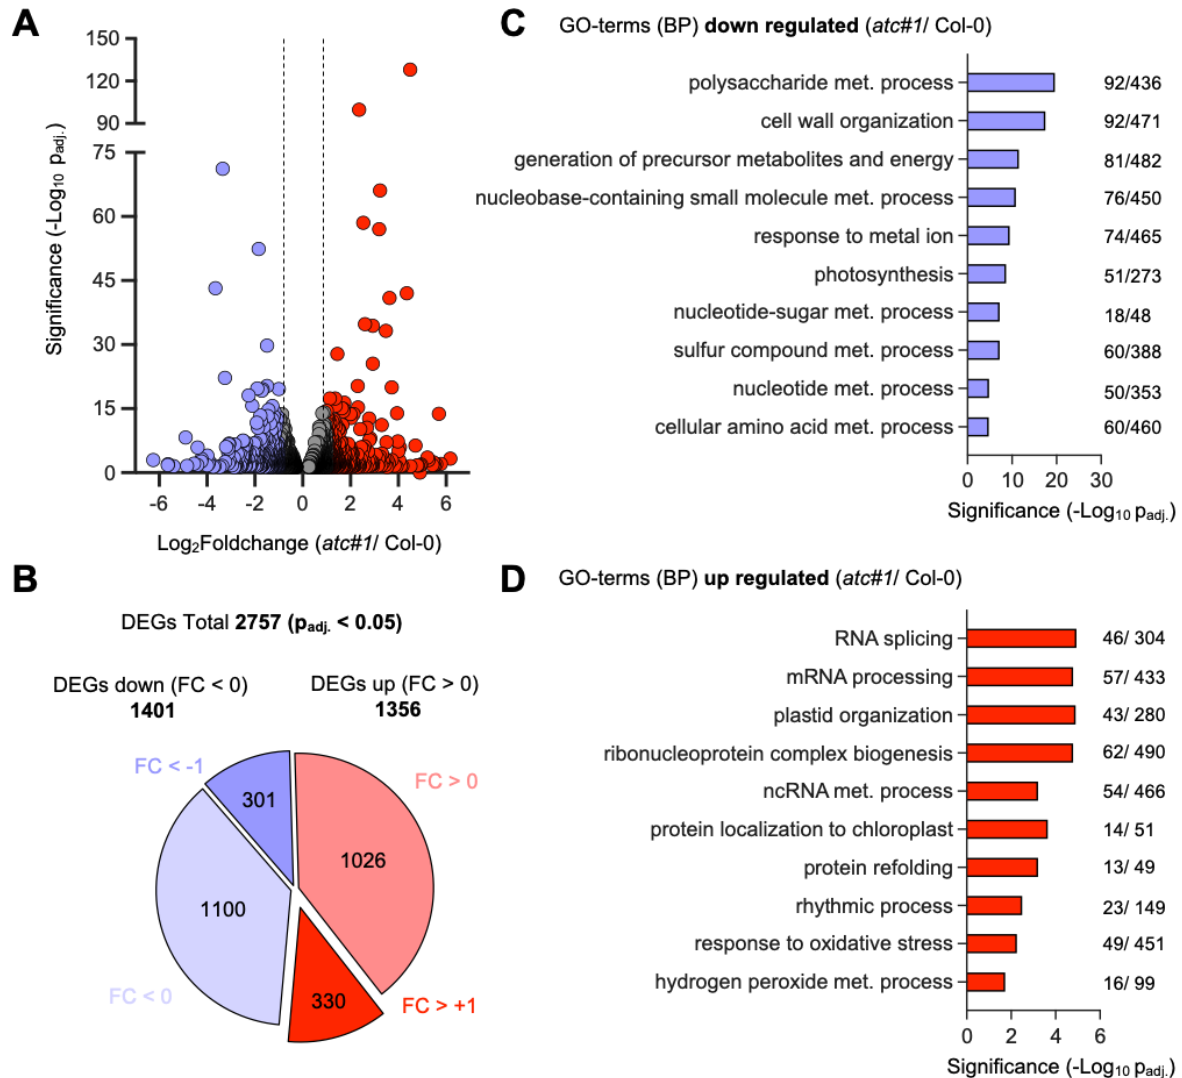 A
150
120
90
75
60
45
30
15
0
Significance (-Log₁₀ padj.)
-6 -4 -2 0 2 4 6
Log₂Foldchange (atc#1/ Col-0)
B
DEGs Total 2757 (padj. < 0.05)
DEGs down (FC < 0)
1401
DEGs up (FC > 0)
1356
FC < -1
301
FC > 0
1026
1100
FC < 0
330
FC > +1
C GO-terms (BP) down regulated (atc#1/ Col-0)
polysaccharide met. process 92/436
cell wall organization 92/471
generation of precursor metabolites and energy 81/482
nucleobase-containing small molecule met. process 76/450
response to metal ion 74/465
photosynthesis 51/273
nucleotide-sugar met. process 18/48
sulfur compound met. process 60/388
nucleotide met. process 50/353
cellular amino acid met. process 60/460
0 10 20 30
Significance (-Log₁₀ padj.)
D GO-terms (BP) up regulated (atc#1/ Col-0)
RNA splicing 46/ 304
mRNA processing 57/ 433
plastid organization 43/ 280
ribonucleoprotein complex biogenesis 62/ 490
ncRNA met. process 54/ 466
protein localization to chloroplast 14/ 51
protein refolding 13/ 49
rhythmic process 23/ 149
response to oxidative stress 49/ 451
hydrogen peroxide met. process 16/ 99
0 2 4 6
Significance (-Log₁₀ padj.)